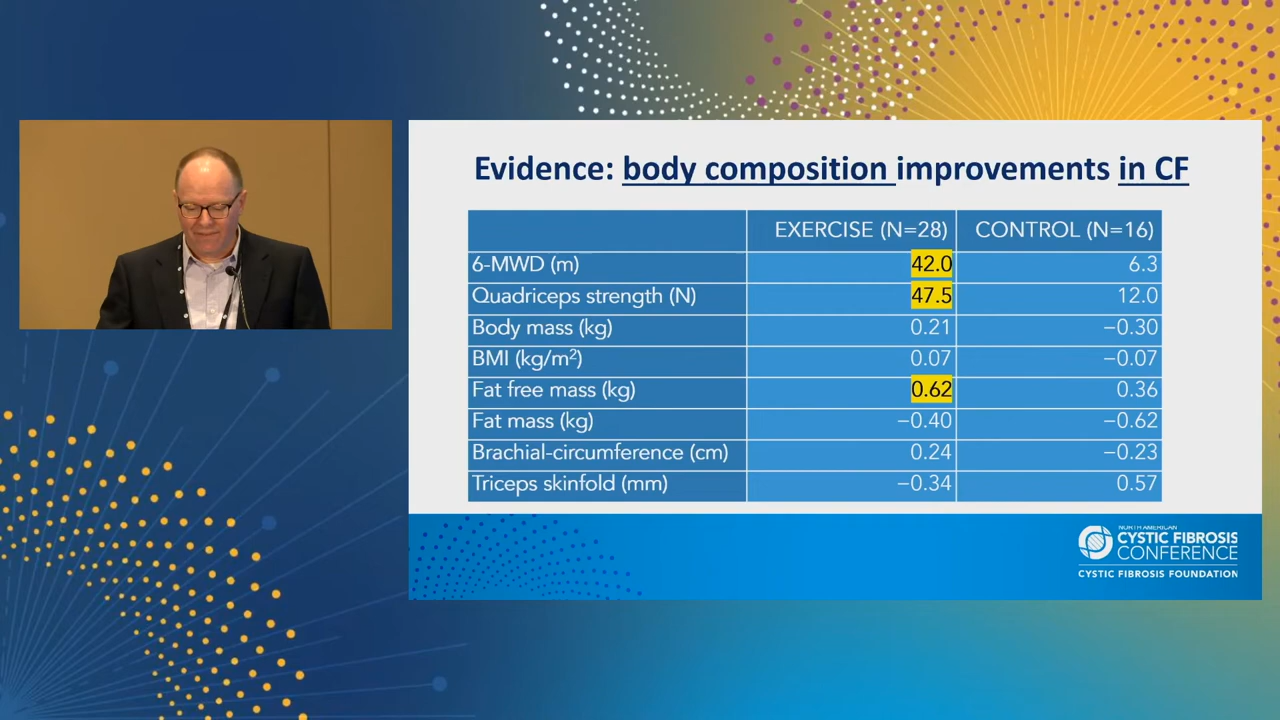 Evidence: body composition improvements in CF
EXERCISE (N=28) CONTROL (N=16)
6-MWD (m) 42.0 6.3
Quadriceps strength (N) 47.5 12.0
Body mass (kg) 0.21 −0.30
BMI (kg/m²) 0.07 −0.07
Fat free mass (kg) 0.62 0.36
Fat mass (kg) −0.40 −0.62
Brachial-circumference (cm) 0.24 −0.23
Triceps skinfold (mm) −0.34 0.57
NORTH AMERICAN
CYSTIC FIBROSIS
CONFERENCE
CYSTIC FIBROSIS FOUNDATION